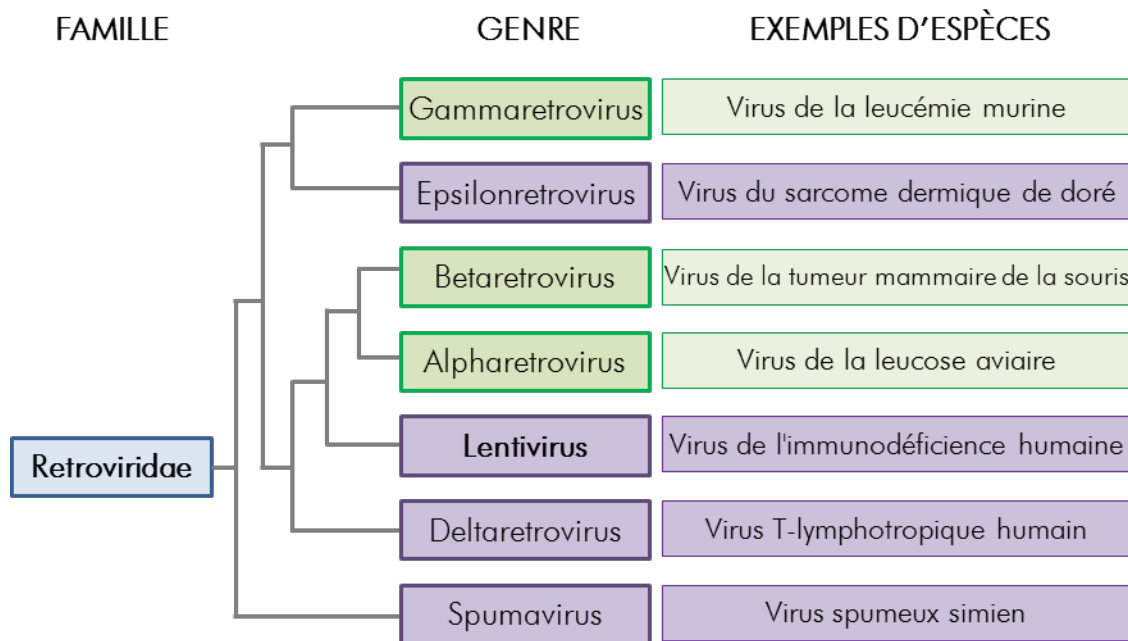 FAMILLE GENRE EXEMPLES D'ESPÈCES
Gammaretrovirus Virus de la leucémie murine
Epsilonretrovirus Virus du sarcome dermique de doré
Betaretrovirus Virus de la tumeur mammaire de la souris
Alpharetrovirus Virus de la leucose aviaire
Lentivirus Virus de l'immunodéficience humaine
Retroviridae
Deltaretrovirus Virus T-lymphotropique humain
Spumavirus Virus spumeux simien